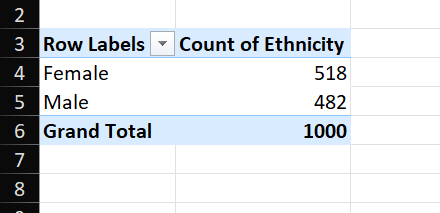 2
3 Row Labels Count of Ethnicity
4 Female 518
5 Male 482
6 Grand Total 1000
7
8